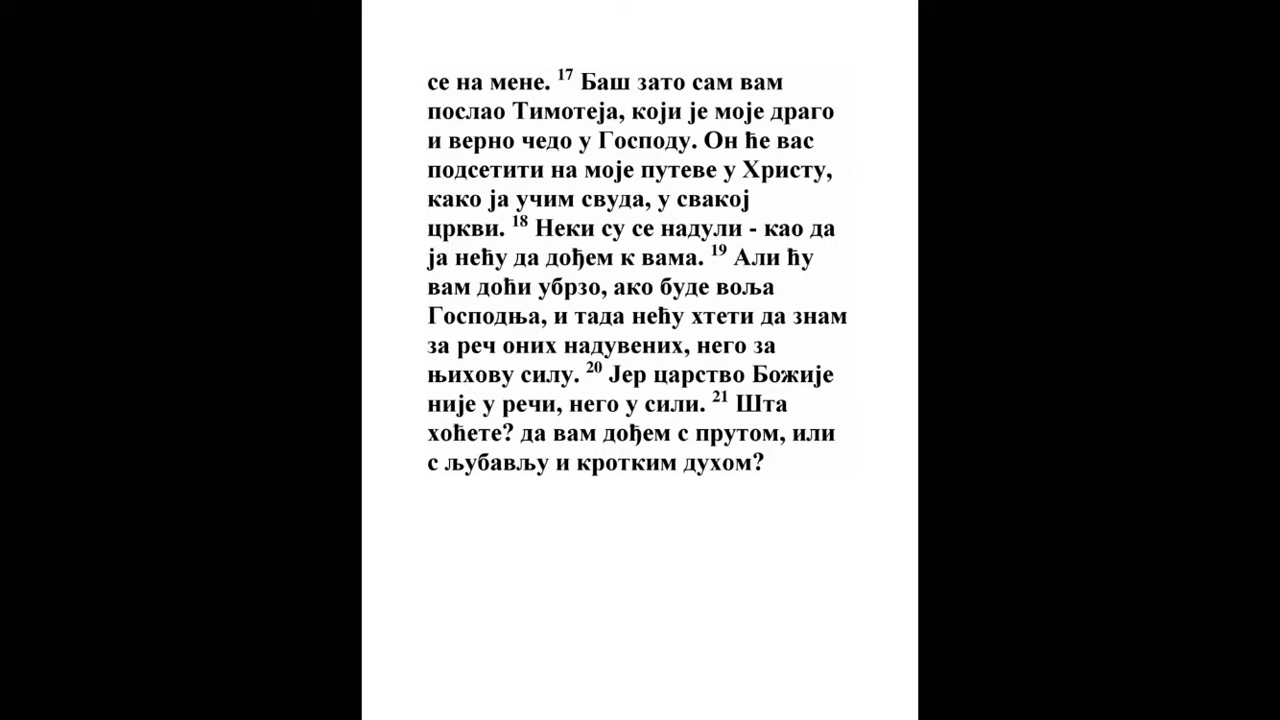 се на мене. 17 Баш зато сам вам
послао Тимотеја, који је моје драго
и верно чедо у Господу. Он ће вас
подсетити на моје путеве у Христу,
како ја учим свуда, у свакој
цркви. 18 Неки су се надули - као да
ја нећу да дођем к вама. 19 Али ћу
вам доћи убрзо, ако буде воља
Господња, и тада нећу хтети да знам
за реч оних надувених, него за
њихову силу. 20 Јер царство Божије
није у речи, него у сили. 21 Шта
хоћете? да вам дођем с прутом, или
с љубављу и кротким духом?